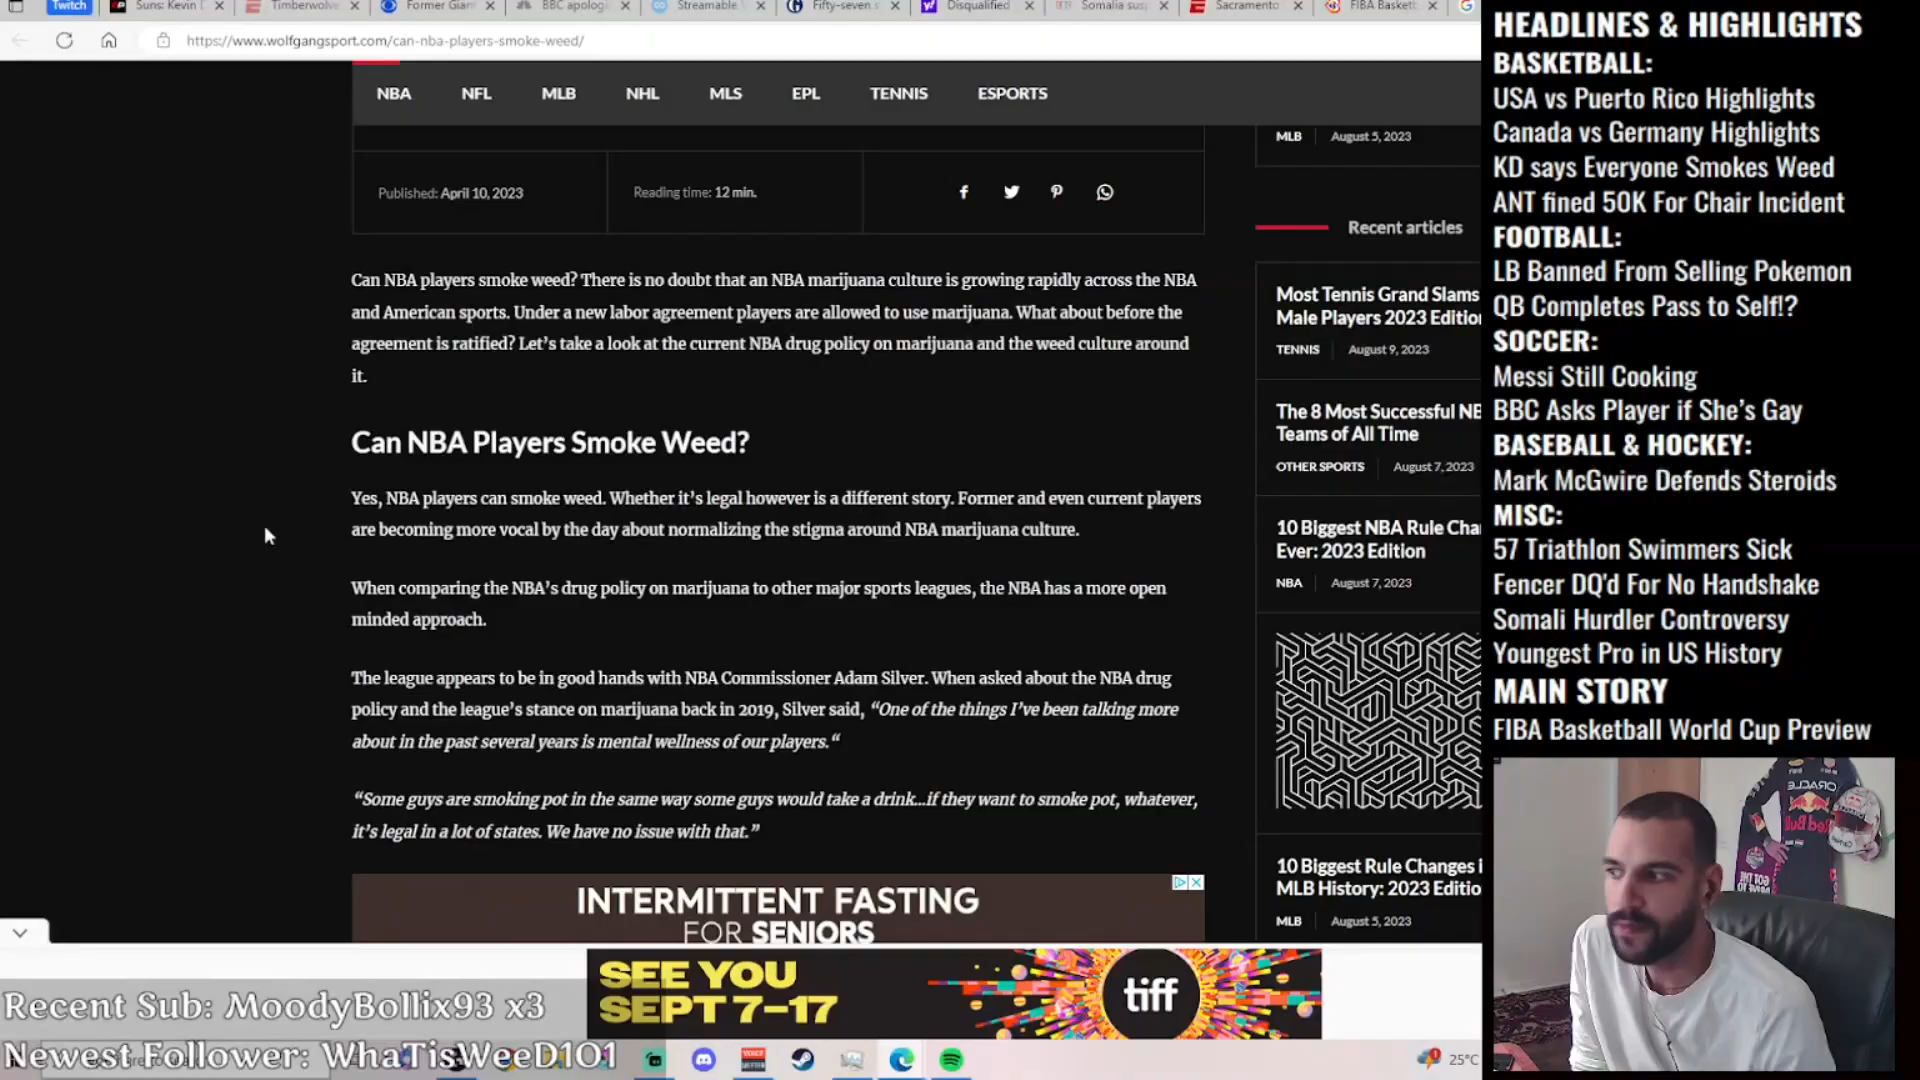 Twitch
Suns: Kevin
Timberwolve
Former Gian
BBC apologi
Streamable
Fifty-seven
Disqualified
Somalia sus
Sacramento
FIBA Basketb
https://www.wolfgangsport.com/can-nba-players-smoke-weed/
NBA NFL MLB NHL MLS EPL TENNIS ESPORTS
MLB August 5, 2023
Published: April 10, 2023
Reading time: 12 min.
Can NBA players smoke weed? There is no doubt that an NBA marijuana culture is growing rapidly across the NBA
and American sports. Under a new labor agreement players are allowed to use marijuana. What about before the
agreement is ratified? Let’s take a look at the current NBA drug policy on marijuana and the weed culture around
it.
Can NBA Players Smoke Weed?
Yes, NBA players can smoke weed. Whether it’s legal however is a different story. Former and even current players
are becoming more vocal by the day about normalizing the stigma around NBA marijuana culture.
When comparing the NBA’s drug policy on marijuana to other major sports leagues, the NBA has a more open
minded approach.
The league appears to be in good hands with NBA Commissioner Adam Silver. When asked about the NBA drug
policy and the league’s stance on marijuana back in 2019, Silver said, “One of the things I’ve been talking more
about in the past several years is mental wellness of our players.“
“Some guys are smoking pot in the same way some guys would take a drink…if they want to smoke pot, whatever,
it’s legal in a lot of states. We have no issue with that.”
INTERMITTENT FASTING
FOR SENIORS
Recent articles
Most Tennis Grand Slams
Male Players 2023 Edition
TENNIS August 9, 2023
The 8 Most Successful NB
Teams of All Time
OTHER SPORTS August 7, 2023
10 Biggest NBA Rule Cha
Ever: 2023 Edition
NBA August 7, 2023
10 Biggest Rule Changes i
MLB History: 2023 Editio
MLB August 5, 2023
SEE YOU
SEPT 7–17
tiff
Recent Sub: MoodyBollix93 x3
Newest Follower: WhaTisWeeD101
25°C
HEADLINES & HIGHLIGHTS
BASKETBALL:
USA vs Puerto Rico Highlights
Canada vs Germany Highlights
KD says Everyone Smokes Weed
ANT fined 50K For Chair Incident
FOOTBALL:
LB Banned From Selling Pokemon
QB Completes Pass to Self!?
SOCCER:
Messi Still Cooking
BBC Asks Player if She’s Gay
BASEBALL & HOCKEY:
Mark McGwire Defends Steroids
MISC:
57 Triathlon Swimmers Sick
Fencer DQ'd For No Handshake
Somali Hurdler Controversy
Youngest Pro in US History
MAIN STORY
FIBA Basketball World Cup Preview
ORACLE
Red Bull